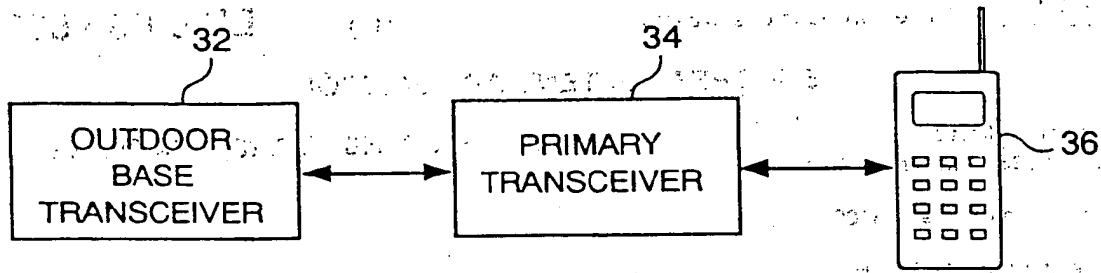 32
34
OUTDOOR
BASE
TRANSCEIVER
PRIMARY
TRANSCEIVER
36